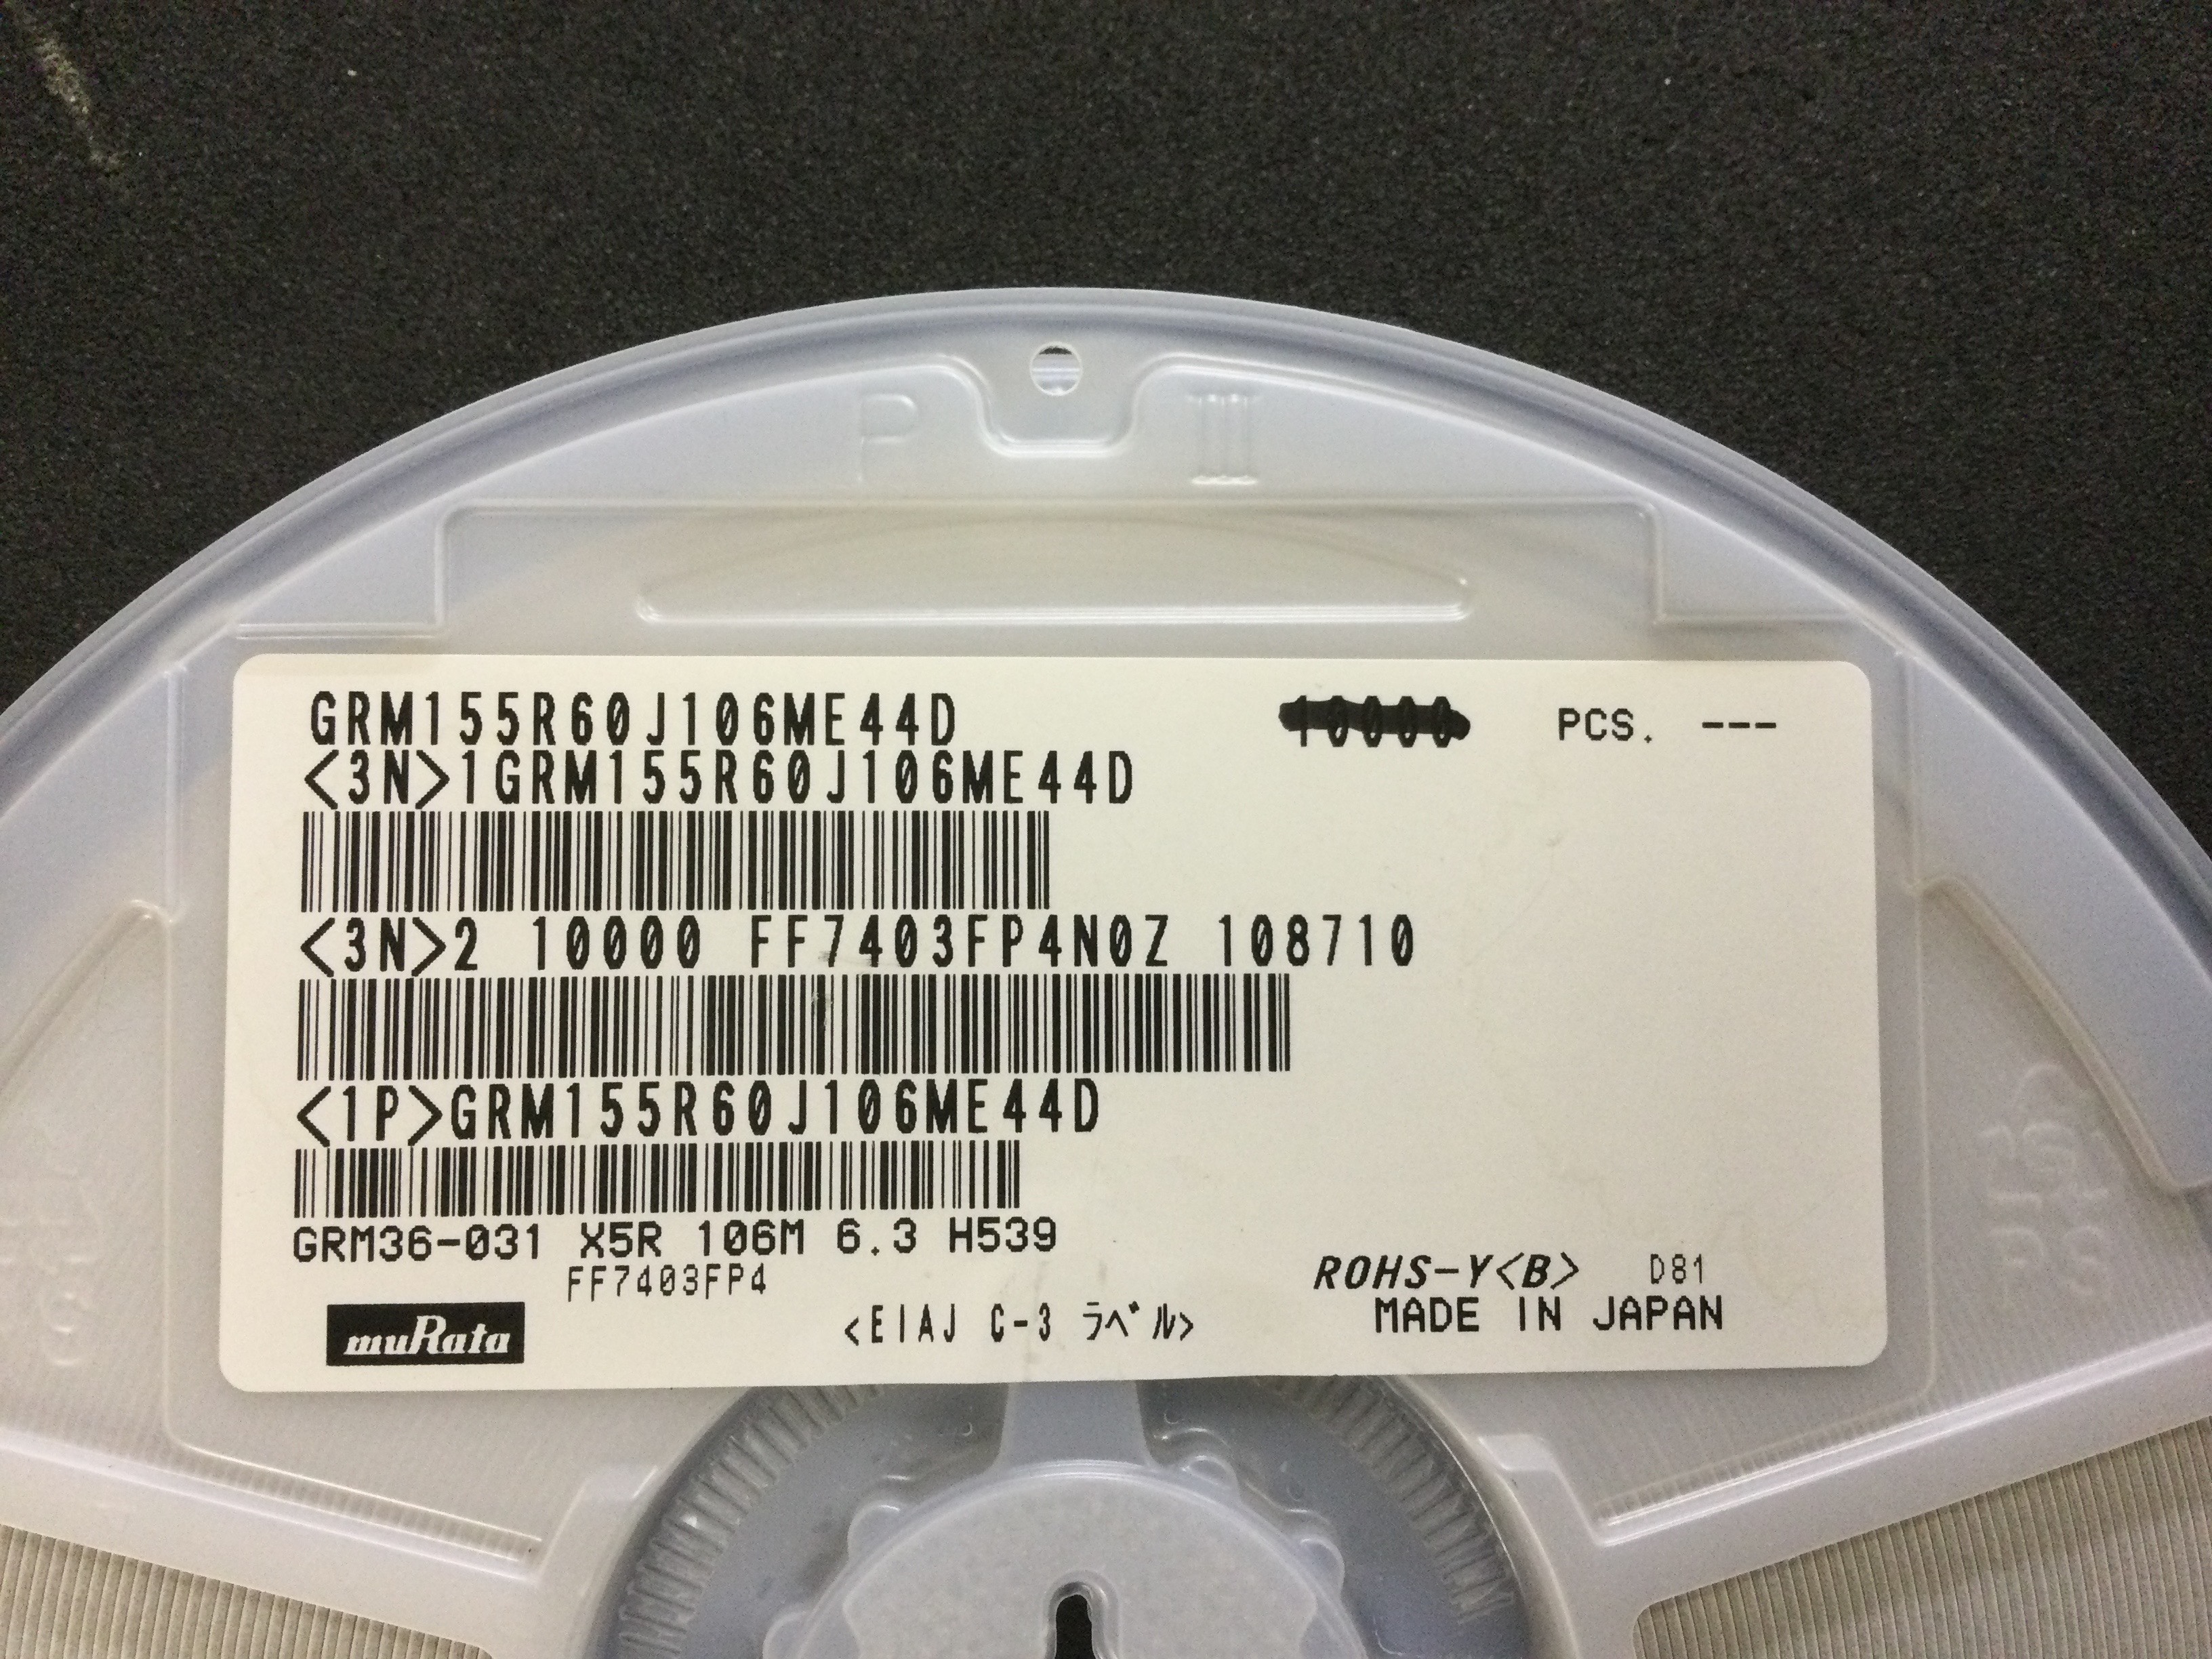 P III
GRM155R60J106ME44D 10000 PCS. ---
<3N>1GRM155R60J106ME44D
<3N>2 10000 FF7403FP4N0Z 108710
<1P>GRM155R60J106ME44D
GRM36-031 X5R 106M 6.3 H539
FF7403FP4
ROHS-Y<B> D81
muRata
<EIAJ C-3 ラベル>
MADE IN JAPAN